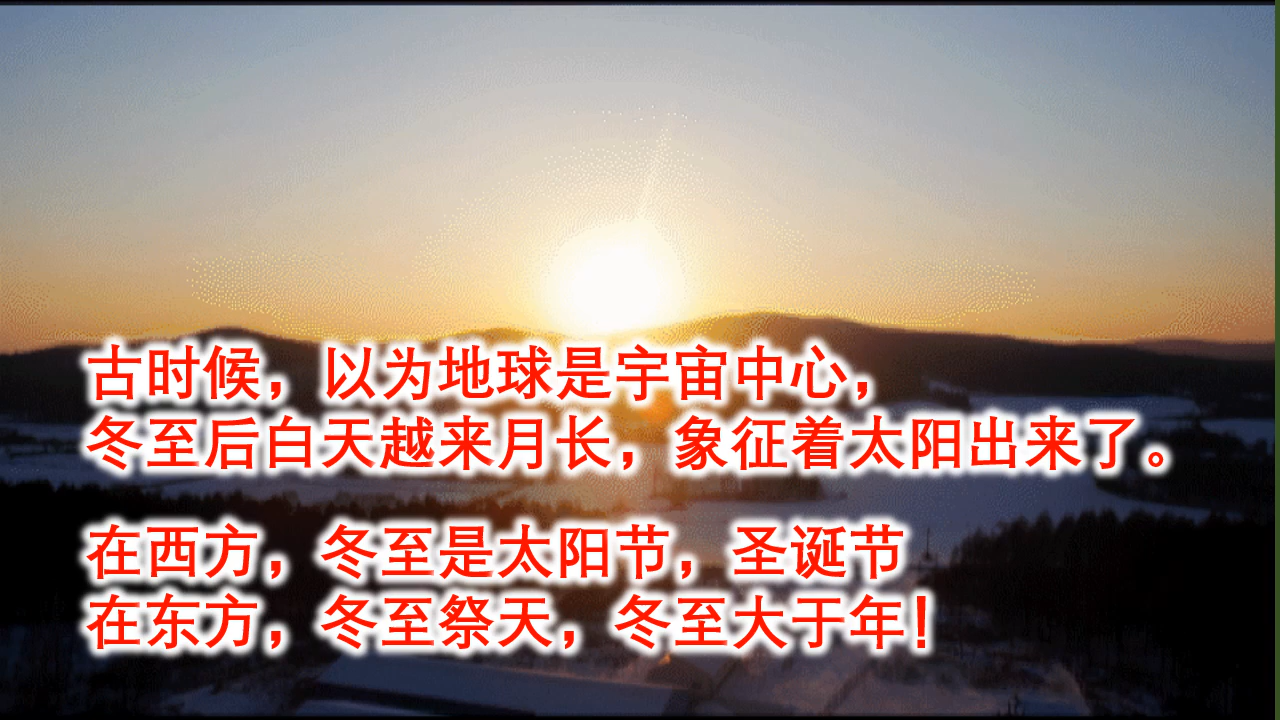 古时候，以为地球是宇宙中心，
冬至后白天越来月长，象征着太阳出来了。
在西方，冬至是太阳节，圣诞节
在东方，冬至祭天，冬至大于年！